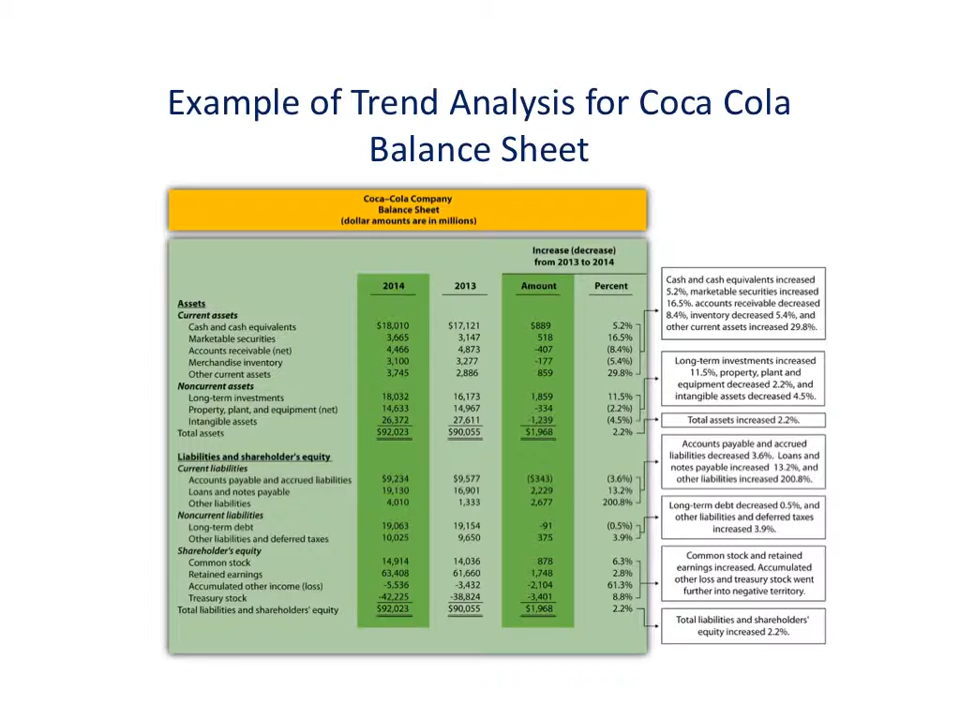 Example of Trend Analysis for Coca Cola
Balance Sheet
Coca–Cola Company
Balance Sheet
(dollar amounts are in millions)
Increase (decrease)
from 2013 to 2014
2014 2013 Amount Percent
Assets
Current assets
Cash and cash equivalents $18,010 $17,121 $889 5.2%
Marketable securities 3,665 3,147 518 16.5%
Accounts receivable (net) 4,466 4,873 -407 (8.4%)
Merchandise inventory 3,100 3,277 -177 (5.4%)
Other current assets 3,745 2,886 859 29.8%
Noncurrent assets
Long-term investments 18,032 16,173 1,859 11.5%
Property, plant, and equipment (net) 14,633 14,967 -334 (2.2%)
Intangible assets 26,372 27,611 -1,239 (4.5%)
Total assets $92,023 $90,055 $1,968 2.2%
Liabilities and shareholder's equity
Current liabilities
Accounts payable and accrued liabilities $9,234 $9,577 ($343) (3.6%)
Loans and notes payable 19,130 16,901 2,229 13.2%
Other liabilities 4,010 1,333 2,677 200.8%
Noncurrent liabilities
Long-term debt 19,063 19,154 -91 (0.5%)
Other liabilities and deferred taxes 10,025 9,650 375 3.9%
Shareholder's equity
Common stock 14,914 14,036 878 6.3%
Retained earnings 63,408 61,660 1,748 2.8%
Accumulated other income (loss) -5,536 -3,432 -2,104 61.3%
Treasury stock -42,225 -38,824 -3,401 8.8%
Total liabilities and shareholders' equity $92,023 $90,055 $1,968 2.2%
Cash and cash equivalents increased
5.2%, marketable securities increased
16.5%. accounts receivable decreased
8.4%, inventory decreased 5.4%, and
other current assets increased 29.8%.
Long-term investments increased
11.5%, property, plant and
equipment decreased 2.2%, and
intangible assets decreased 4.5%.
Total assets increased 2.2%.
Accounts payable and accrued
liabilities decreased 3.6%. Loans and
notes payable increased 13.2%, and
other liabilities increased 200.8%.
Long-term debt decreased 0.5%, and
other liabilities and deferred taxes
increased 3.9%.
Common stock and retained
earnings increased. Accumulated
other loss and treasury stock went
further into negative territory.
Total liabilities and shareholders'
equity increased 2.2%.